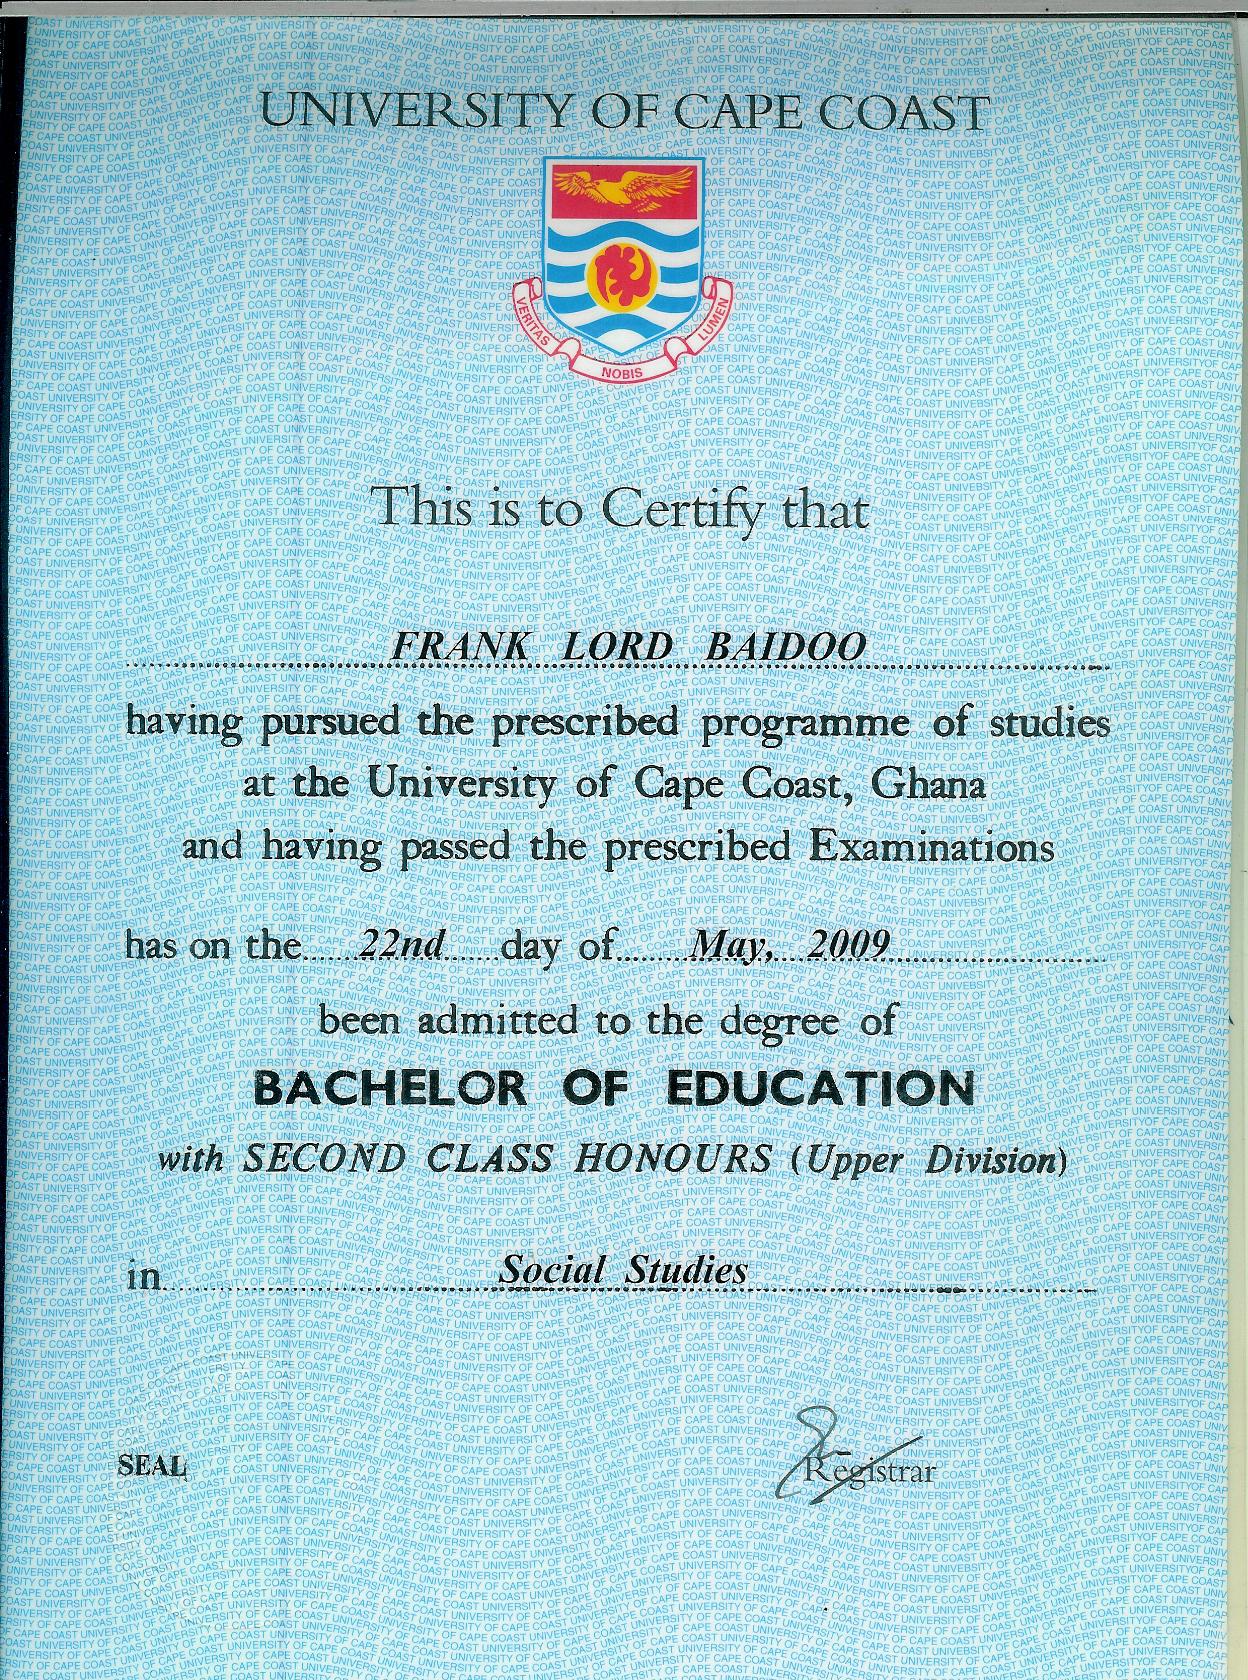 UNIVERSITY OF CAPE COAST
VERITAS NOBIS LUMEN
This is to Certify that
FRANK LORD BAIDOO
having pursued the prescribed programme of studies
at the University of Cape Coast, Ghana
and having passed the prescribed Examinations
has on the 22nd day of May, 2009
been admitted to the degree of
BACHELOR OF EDUCATION
with SECOND CLASS HONOURS (Upper Division)
in Social Studies
SEAL
Registrar